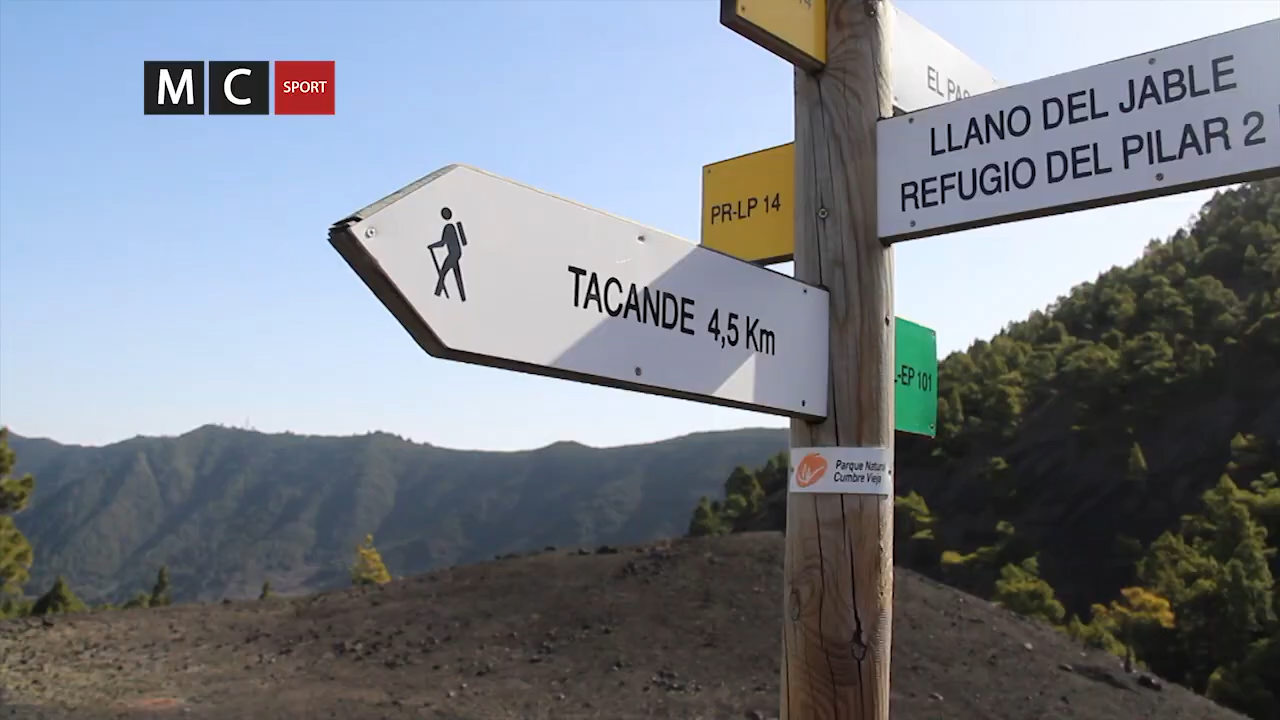 MC SPORT
14
EL
LLANO DEL JABLE
REFUGIO DEL PILAR 2
PR-LP 14
TACANDE 4,5 Km
-EP 101
Parque Natural
Cumbre Vieja